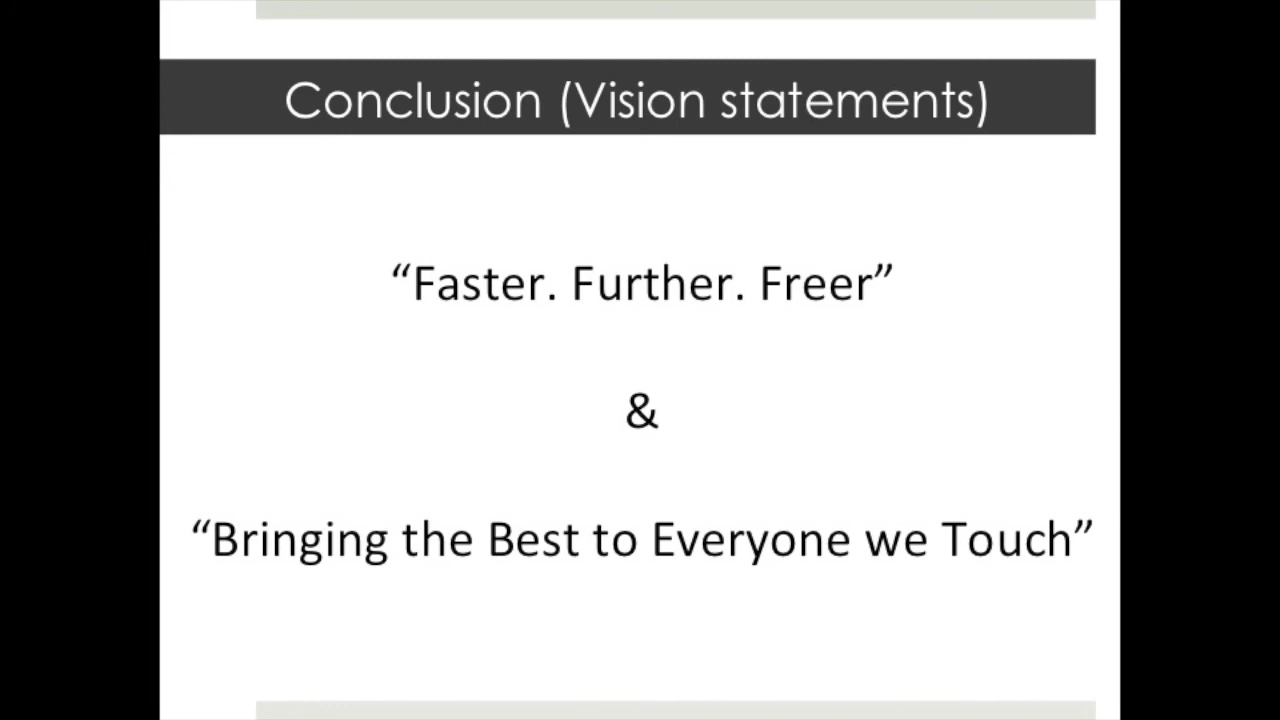 Conclusion (Vision statements)
“Faster. Further. Freer”
&
“Bringing the Best to Everyone we Touch”